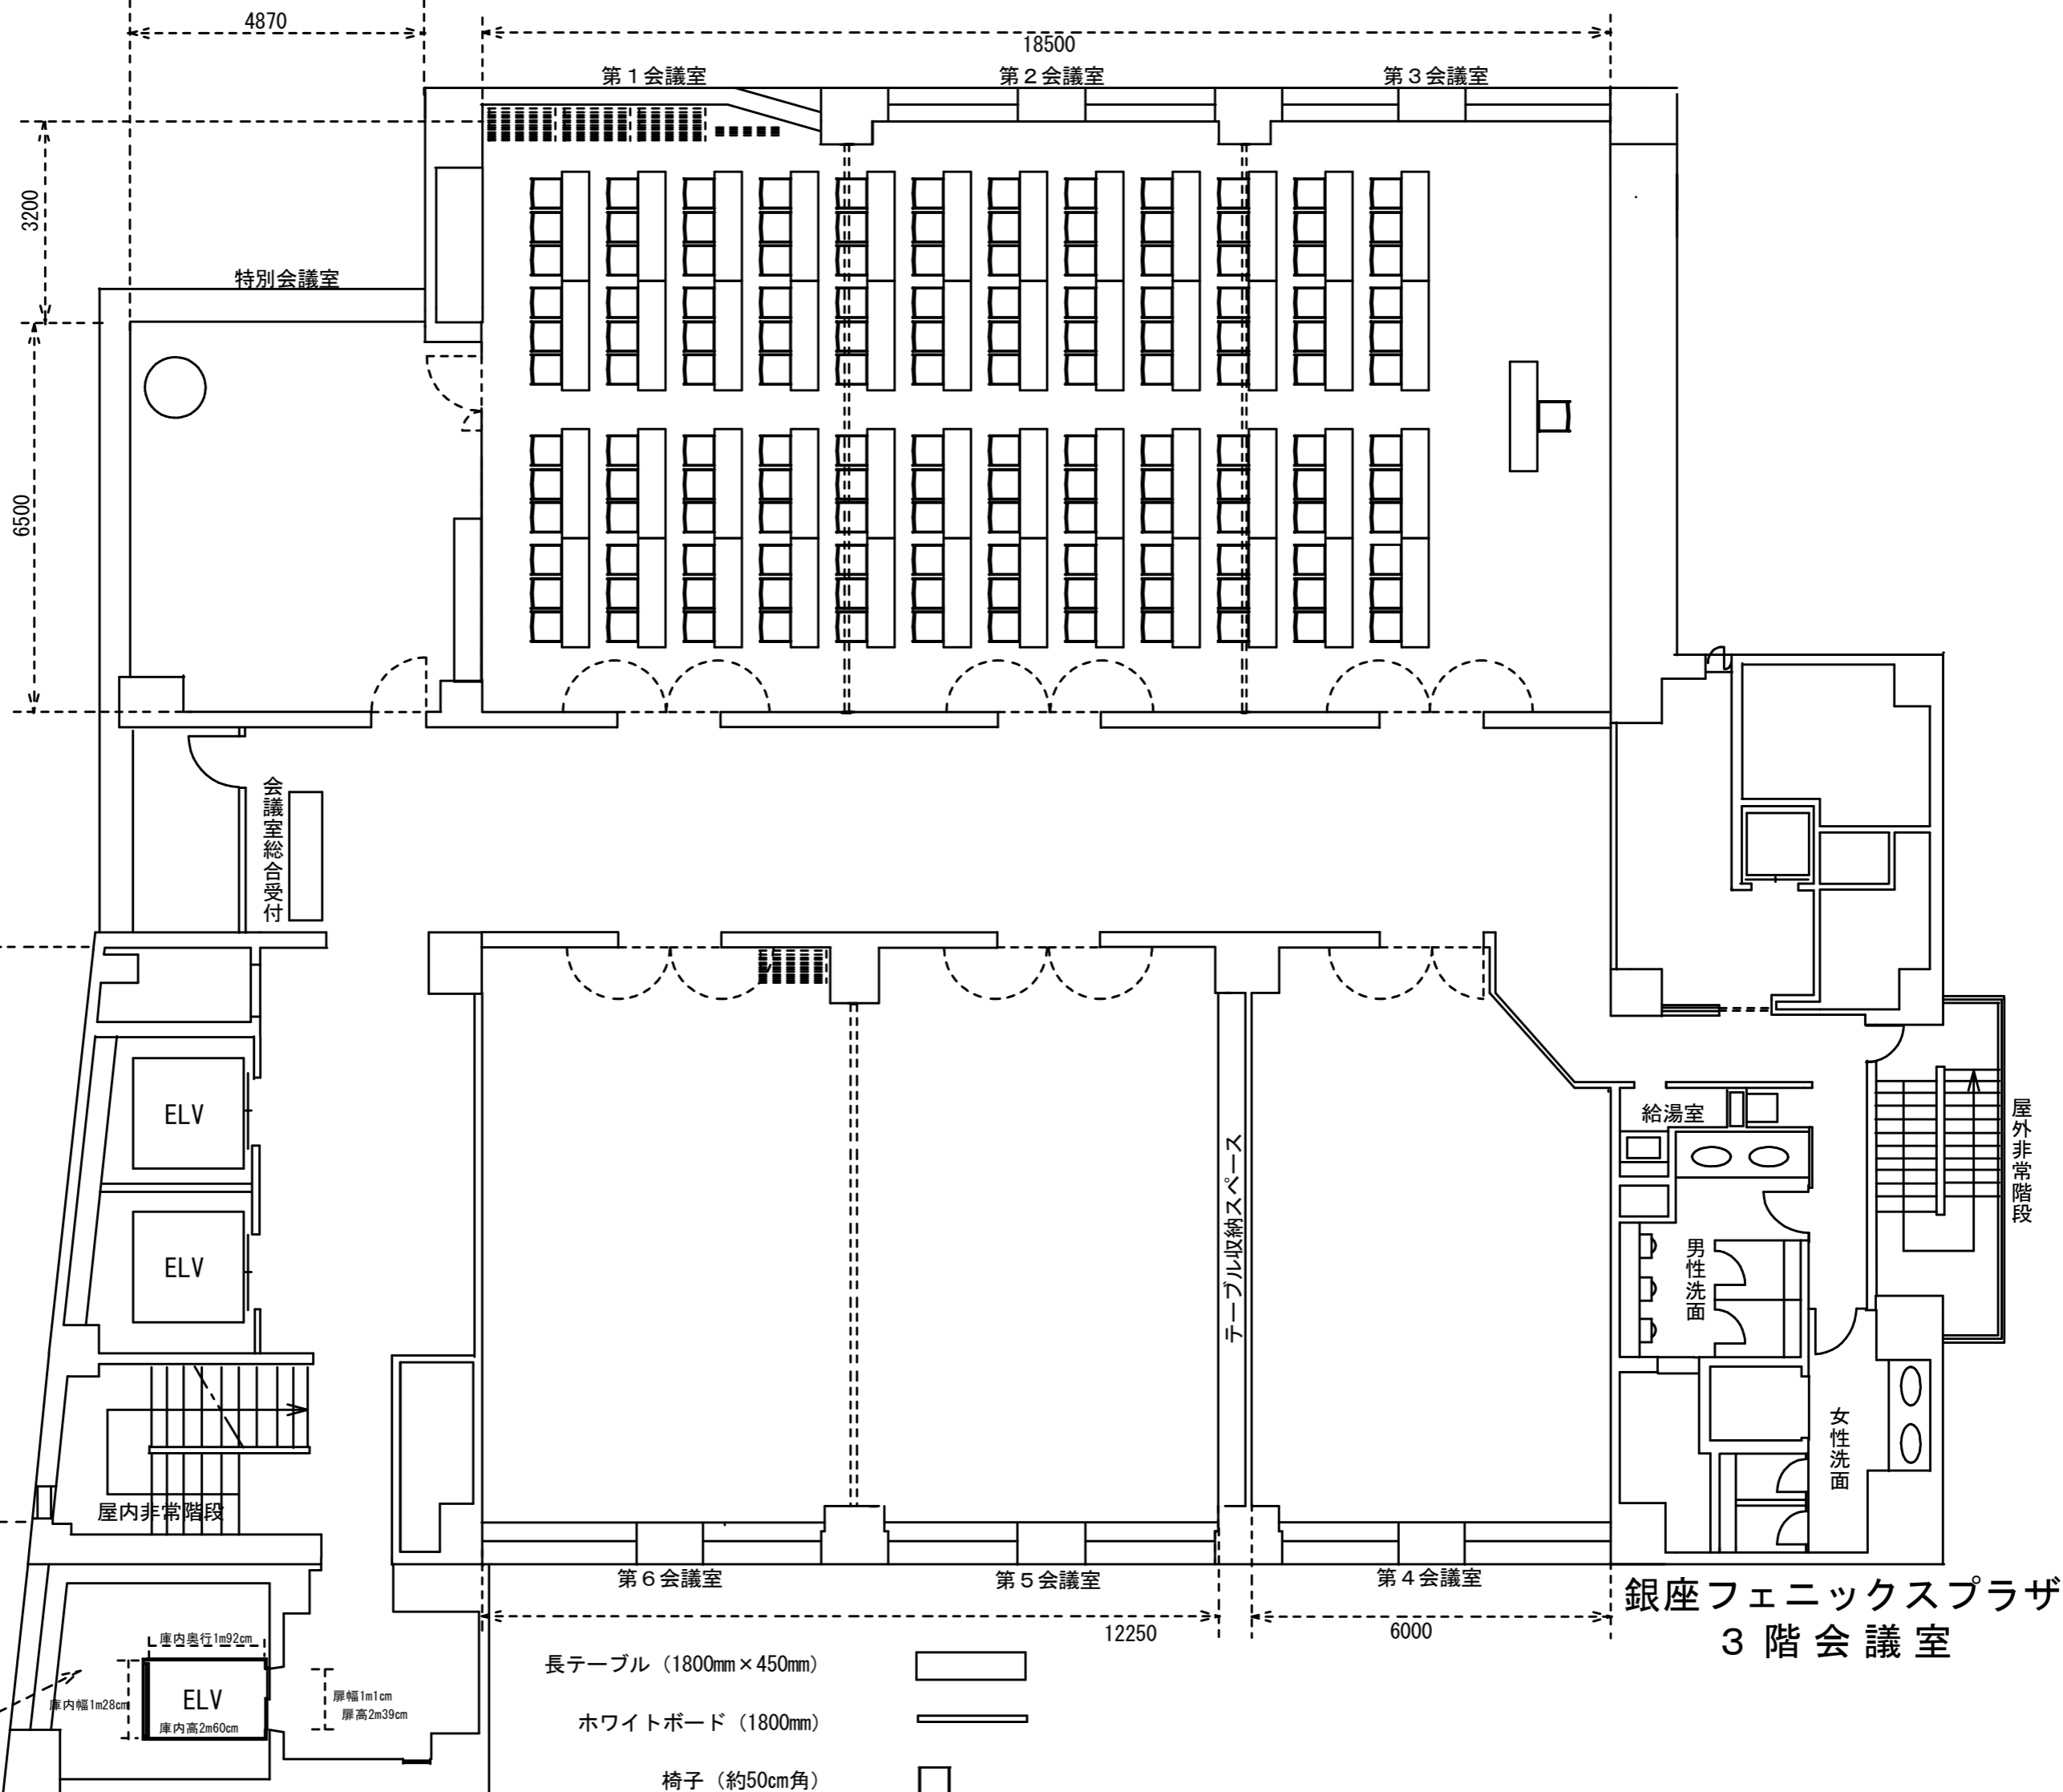 4870
18500
第１会議室
第２会議室
第３会議室
3200
特別会議室
6500
会議室総合受付
ELV
給湯室
屋外非常階段
テーブル収納スペース
ELV
男性洗面
女性洗面
屋内非常階段
第６会議室
第５会議室
第４会議室
銀座フェニックスプラザ
３階会議室
12250
6000
庫内奥行1m92cm
長テーブル（1800mm×450mm）
庫内幅1m28cm
ELV
扉幅1m1cm
扉高2m39cm
庫内高2m60cm
ホワイトボード（1800mm）
椅子（約50cm角）